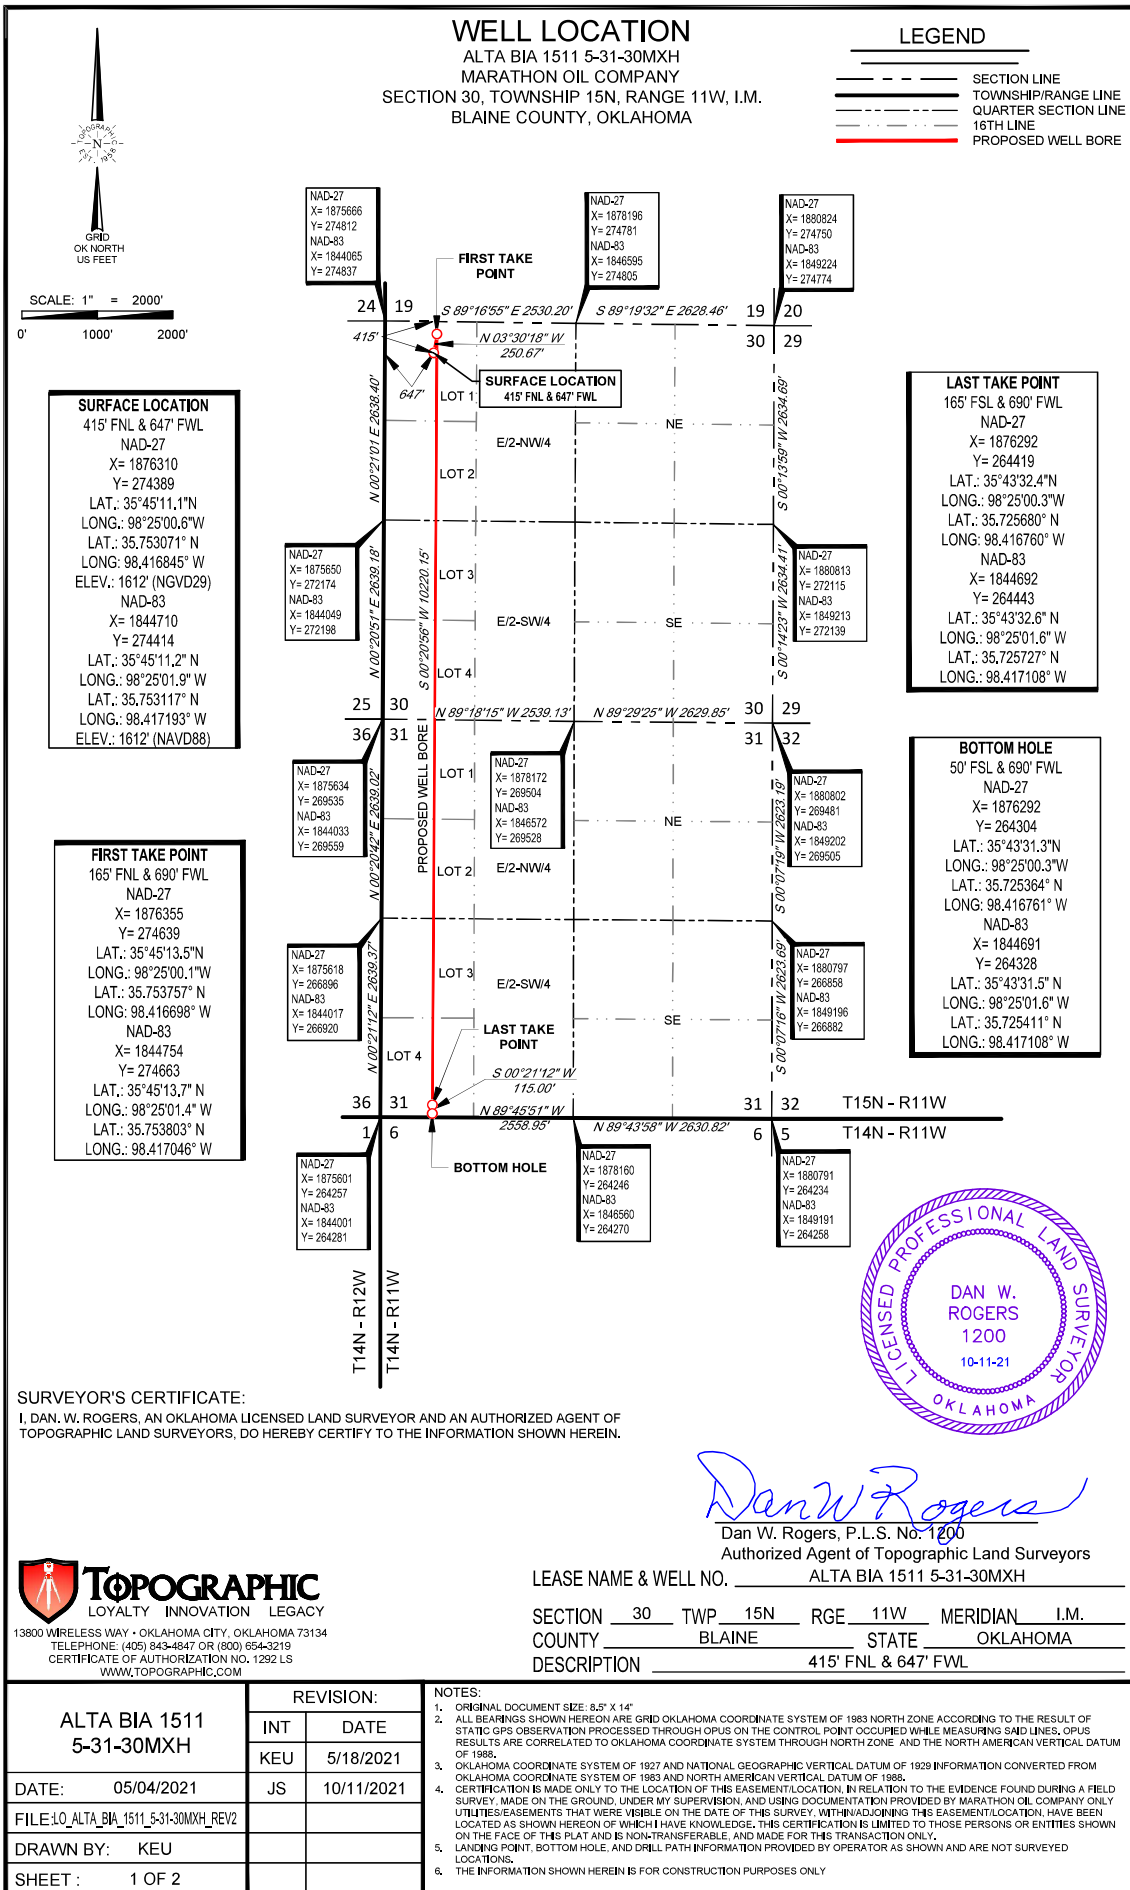 WELL LOCATION
ALTA BIA 1511 5-31-30MXH
MARATHON OIL COMPANY
SECTION 30, TOWNSHIP 15N, RANGE 11W, I.M.
BLAINE COUNTY, OKLAHOMA
LEGEND
SECTION LINE
TOWNSHIP/RANGE LINE
QUARTER SECTION LINE
16TH LINE
PROPOSED WELL BORE
TOPOGRAPHIC
N
EST. 1958
GRID
OK NORTH
US FEET
SCALE: 1" = 2000'
0' 1000' 2000'
NAD-27
X= 1875666
Y= 274812
NAD-83
X= 1844065
Y= 274837
NAD-27
X= 1878196
Y= 274781
NAD-83
X= 1846595
Y= 274805
NAD-27
X= 1880824
Y= 274750
NAD-83
X= 1849224
Y= 274774
FIRST TAKE
POINT
24 19
S 89°16'55" E 2530.20'
S 89°19'32" E 2628.46'
19 20
30 29
415'
N 03°30'18" W
250.67'
647'
SURFACE LOCATION
415' FNL & 647' FWL
LOT 1
N 00°21'01 E 2638.40'
E/2-NW/4
NE
S 00°13'59" W 2634.69'
LOT 2
SURFACE LOCATION
415' FNL & 647' FWL
NAD-27
X= 1876310
Y= 274389
LAT.: 35°45'11.1"N
LONG.: 98°25'00.6"W
LAT.: 35.753071° N
LONG: 98.416845° W
ELEV.: 1612' (NGVD29)
NAD-83
X= 1844710
Y= 274414
LAT.: 35°45'11.2" N
LONG.: 98°25'01.9" W
LAT.: 35.753117° N
LONG.: 98.417193° W
ELEV.: 1612' (NAVD88)
LAST TAKE POINT
165' FSL & 690' FWL
NAD-27
X= 1876292
Y= 264419
LAT.: 35°43'32.4"N
LONG.: 98°25'00.3"W
LAT.: 35.725680° N
LONG: 98.416760° W
NAD-83
X= 1844692
Y= 264443
LAT.: 35°43'32.6" N
LONG.: 98°25'01.6" W
LAT.: 35.725727° N
LONG.: 98.417108° W
NAD-27
X= 1875650
Y= 272174
NAD-83
X= 1844049
Y= 272198
N 00°20'51" E 2639.18'
S 00°20'56" W 10220.15'
LOT 3
E/2-SW/4
SE
LOT 4
S 00°14'23" W 2634.41'
NAD-27
X= 1880813
Y= 272115
NAD-83
X= 1849213
Y= 272139
25 30
36 31
N 89°18'15" W 2539.13'
N 89°29'25" W 2629.85'
30 29
31 32
NAD-27
X= 1875634
Y= 269535
NAD-83
X= 1844033
Y= 269559
N 00°20'42" E 2639.02'
PROPOSED WELL BORE
LOT 1
NAD-27
X= 1878172
Y= 269504
NAD-83
X= 1846572
Y= 269528
NE
LOT 2
E/2-NW/4
S 00°07'19" W 2623.19'
NAD-27
X= 1880802
Y= 269481
NAD-83
X= 1849202
Y= 269505
BOTTOM HOLE
50' FSL & 690' FWL
NAD-27
X= 1876292
Y= 264304
LAT.: 35°43'31.3"N
LONG.: 98°25'00.3"W
LAT.: 35.725364° N
LONG: 98.416761° W
NAD-83
X= 1844691
Y= 264328
LAT.: 35°43'31.5" N
LONG.: 98°25'01.6" W
LAT.: 35.725411° N
LONG.: 98.417108° W
FIRST TAKE POINT
165' FNL & 690' FWL
NAD-27
X= 1876355
Y= 274639
LAT.: 35°45'13.5"N
LONG.: 98°25'00.1"W
LAT.: 35.753757° N
LONG: 98.416698° W
NAD-83
X= 1844754
Y= 274663
LAT.: 35°45'13.7" N
LONG.: 98°25'01.4" W
LAT.: 35.753803° N
LONG.: 98.417046° W
NAD-27
X= 1875618
Y= 266896
NAD-83
X= 1844017
Y= 266920
N 00°21'12" E 2639.37'
LOT 3
E/2-SW/4
SE
LOT 4
S 00°07'16" W 2623.69'
NAD-27
X= 1880797
Y= 266858
NAD-83
X= 1849196
Y= 266882
LAST TAKE
POINT
S 00°21'12" W
115.00'
36 31
1 6
N 89°45'51" W
2558.95'
N 89°43'58" W 2630.82'
31 32
6 5
T15N - R11W
T14N - R11W
BOTTOM HOLE
NAD-27
X= 1875601
Y= 264257
NAD-83
X= 1844001
Y= 264281
NAD-27
X= 1878160
Y= 264246
NAD-83
X= 1846560
Y= 264270
NAD-27
X= 1880791
Y= 264234
NAD-83
X= 1849191
Y= 264258
T14N - R12W
T14N - R11W
LICENSED PROFESSIONAL LAND SURVEYOR
DAN W.
ROGERS
1200
10-11-21
OKLAHOMA
SURVEYOR'S CERTIFICATE:
I, DAN. W. ROGERS, AN OKLAHOMA LICENSED LAND SURVEYOR AND AN AUTHORIZED AGENT OF
TOPOGRAPHIC LAND SURVEYORS, DO HEREBY CERTIFY TO THE INFORMATION SHOWN HEREIN.
Dan W Rogers
Dan W. Rogers, P.L.S. No. 1200
Authorized Agent of Topographic Land Surveyors
TOPOGRAPHIC
LOYALTY INNOVATION LEGACY
13800 WIRELESS WAY • OKLAHOMA CITY, OKLAHOMA 73134
TELEPHONE: (405) 843-4847 OR (800) 654-3219
CERTIFICATE OF AUTHORIZATION NO. 1292 LS
WWW.TOPOGRAPHIC.COM
LEASE NAME & WELL NO. ALTA BIA 1511 5-31-30MXH
SECTION 30 TWP 15N RGE 11W MERIDIAN I.M.
COUNTY BLAINE STATE OKLAHOMA
DESCRIPTION 415' FNL & 647' FWL
ALTA BIA 1511
5-31-30MXH
DATE: 05/04/2021
FILE:LO_ALTA_BIA_1511_5-31-30MXH_REV2
DRAWN BY: KEU
SHEET : 1 OF 2
REVISION:
INT DATE
KEU 5/18/2021
JS 10/11/2021
NOTES:
1. ORIGINAL DOCUMENT SIZE: 8.5" X 14"
2. ALL BEARINGS SHOWN HEREON ARE GRID OKLAHOMA COORDINATE SYSTEM OF 1983 NORTH ZONE ACCORDING TO THE RESULT OF
STATIC GPS OBSERVATION PROCESSED THROUGH OPUS ON THE CONTROL POINT OCCUPIED WHILE MEASURING SAID LINES. OPUS
RESULTS ARE CORRELATED TO OKLAHOMA COORDINATE SYSTEM THROUGH NORTH ZONE AND THE NORTH AMERICAN VERTICAL DATUM
OF 1988.
3. OKLAHOMA COORDINATE SYSTEM OF 1927 AND NATIONAL GEOGRAPHIC VERTICAL DATUM OF 1929 INFORMATION CONVERTED FROM
OKLAHOMA COORDINATE SYSTEM OF 1983 AND NORTH AMERICAN VERTICAL DATUM OF 1988.
4. CERTIFICATION IS MADE ONLY TO THE LOCATION OF THIS EASEMENT/LOCATION, IN RELATION TO THE EVIDENCE FOUND DURING A FIELD
SURVEY, MADE ON THE GROUND, UNDER MY SUPERVISION, AND USING DOCUMENTATION PROVIDED BY MARATHON OIL COMPANY ONLY
UTILITIES/EASEMENTS THAT WERE VISIBLE ON THE DATE OF THIS SURVEY, WITHIN/ADJOINING THIS EASEMENT/LOCATION, HAVE BEEN
LOCATED AS SHOWN HEREON OF WHICH I HAVE KNOWLEDGE. THIS CERTIFICATION IS LIMITED TO THOSE PERSONS OR ENTITIES SHOWN
ON THE FACE OF THIS PLAT AND IS NON-TRANSFERABLE, AND MADE FOR THIS TRANSACTION ONLY.
5. LANDING POINT, BOTTOM HOLE, AND DRILL PATH INFORMATION PROVIDED BY OPERATOR AS SHOWN AND ARE NOT SURVEYED
LOCATIONS.
6. THE INFORMATION SHOWN HEREIN IS FOR CONSTRUCTION PURPOSES ONLY